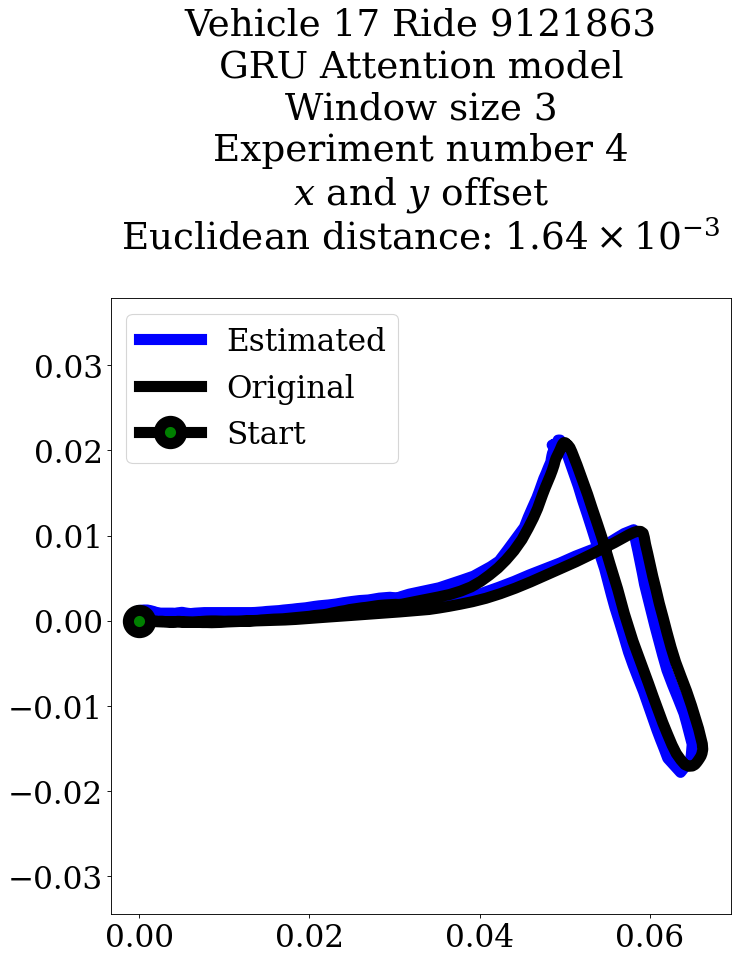 Vehicle 17 Ride 9121863
GRU Attention model
Window size 3
Experiment number 4
x and y offset
Euclidean distance: 1.64 × 10⁻³
Estimated
Original
Start
0.03
0.02
0.01
0.00
−0.01
−0.02
−0.03
0.00 0.02 0.04 0.06